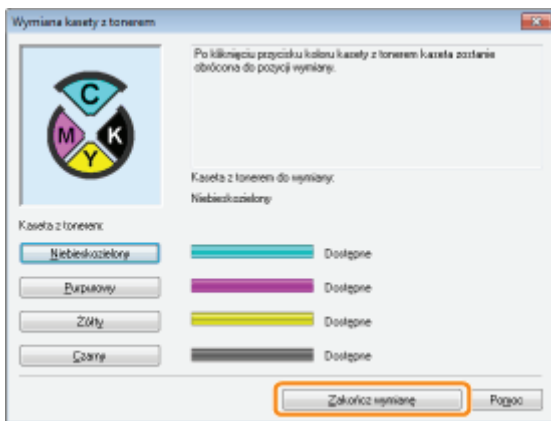 Wymiana kasety z tonerem
Po kliknięciu przycisku koloru kasety z tonerem kaseta zostanie
obrócona do pozycji wymiany.
C
M
K
Y
Kaseta z tonerem do wymiany:
Niebieskozielony
Kaseta z tonerem:
Niebieskozielony Dostępne
Purpurowy Dostępne
Żółty Dostępne
Czarny Dostępne
Zakończ wymianę Pomoc